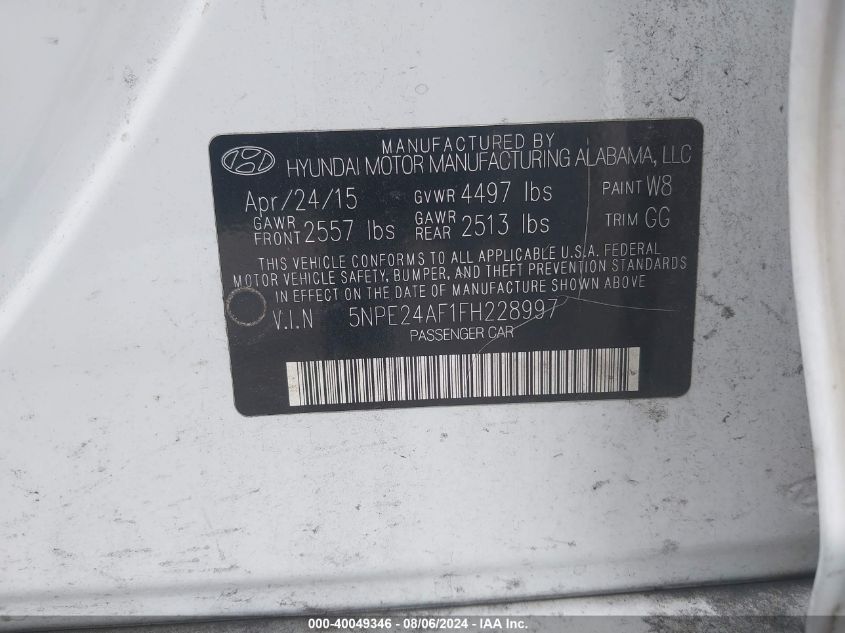 MANUFACTURED BY
HYUNDAI MOTOR MANUFACTURING ALABAMA, LLC
Apr/24/15 GVWR 4497 lbs PAINT W8
GAWR FRONT 2557 lbs GAWR REAR 2513 lbs TRIM GG
THIS VEHICLE CONFORMS TO ALL APPLICABLE U.S.A. FEDERAL
MOTOR VEHICLE SAFETY, BUMPER, AND THEFT PREVENTION STANDARDS
IN EFFECT ON THE DATE OF MANUFACTURE SHOWN ABOVE
V.I.N 5NPE24AF1FH228997
PASSENGER CAR
000-40049346 - 08/06/2024 - IAA Inc.